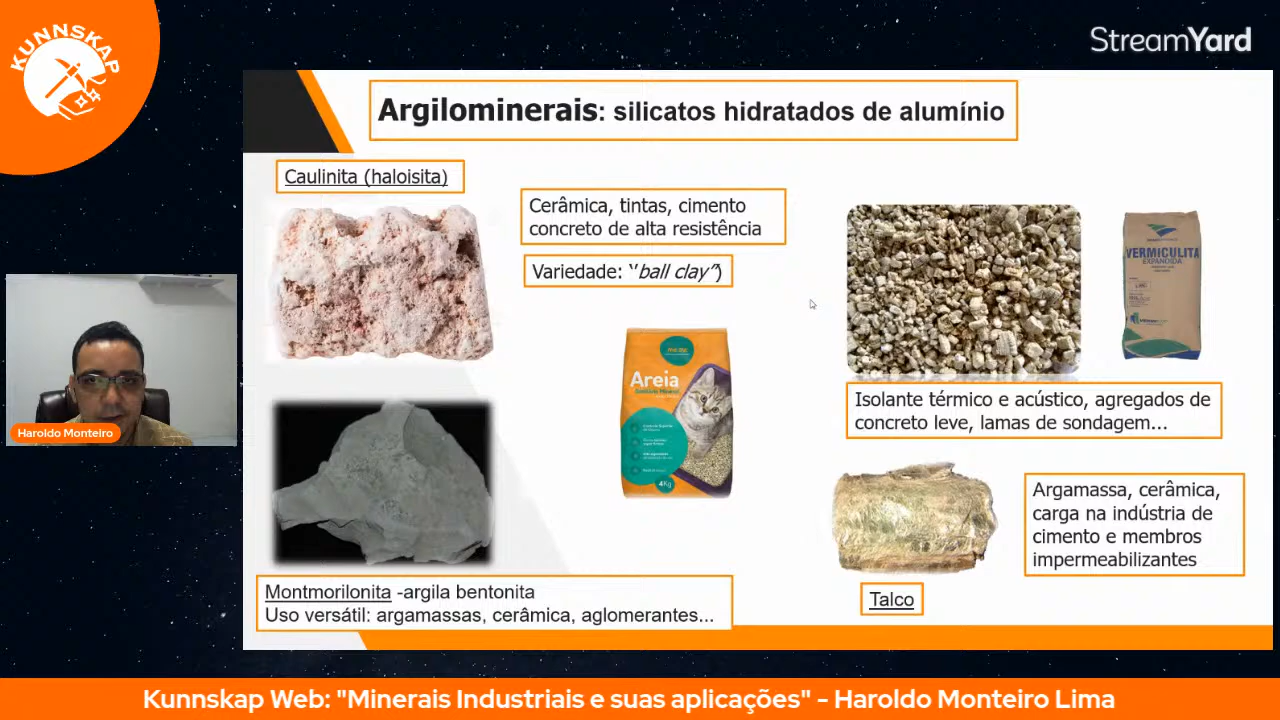 KUNNSKAP
StreamYard
Argilominerais: silicatos hidratados de alumínio
Caulinita (haloisita)
Cerâmica, tintas, cimento
concreto de alta resistência
Variedade: “ball clay”)
VERMICULITA
EXPANDIDA
Areia
4Kg
Isolante térmico e acústico, agregados de
concreto leve, lamas de sondagem...
Argamassa, cerâmica,
carga na indústria de
cimento e membros
impermeabilizantes
Talco
Montmorilonita -argila bentonita
Uso versátil: argamassas, cerâmica, aglomerantes...
Haroldo Monteiro
Kunnskap Web: "Minerais Industriais e suas aplicações" - Haroldo Monteiro Lima